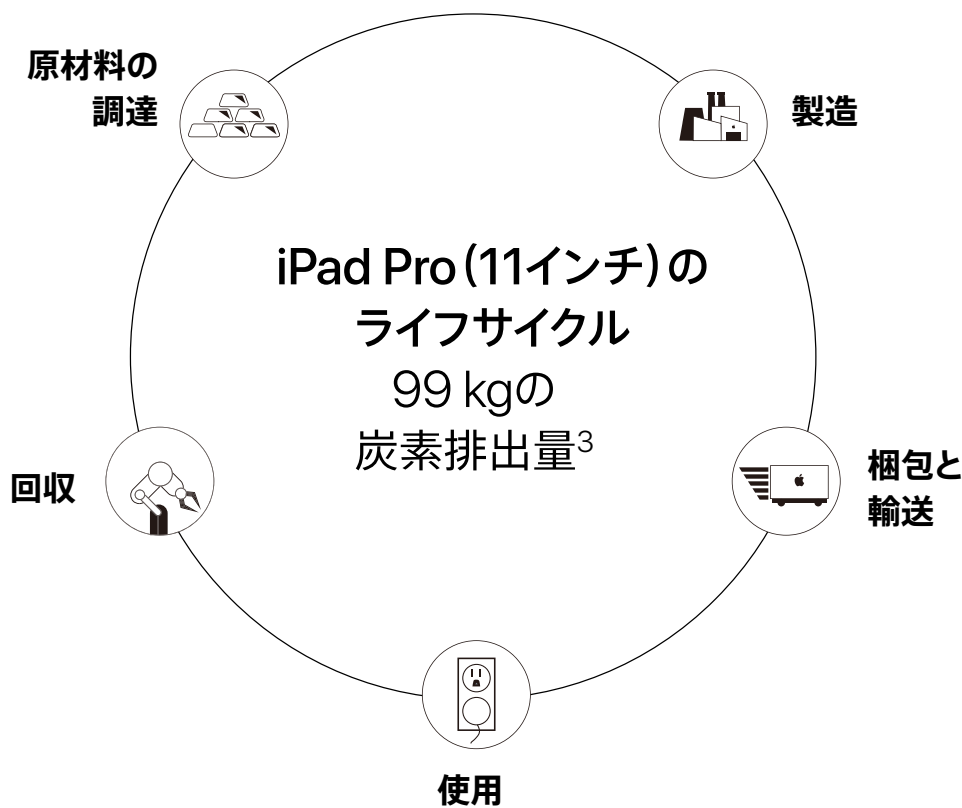 原材料の
調達
製造
iPad Pro（11インチ）の
ライフサイクル
99 kgの
炭素排出量3
回収
梱包と
輸送
使用